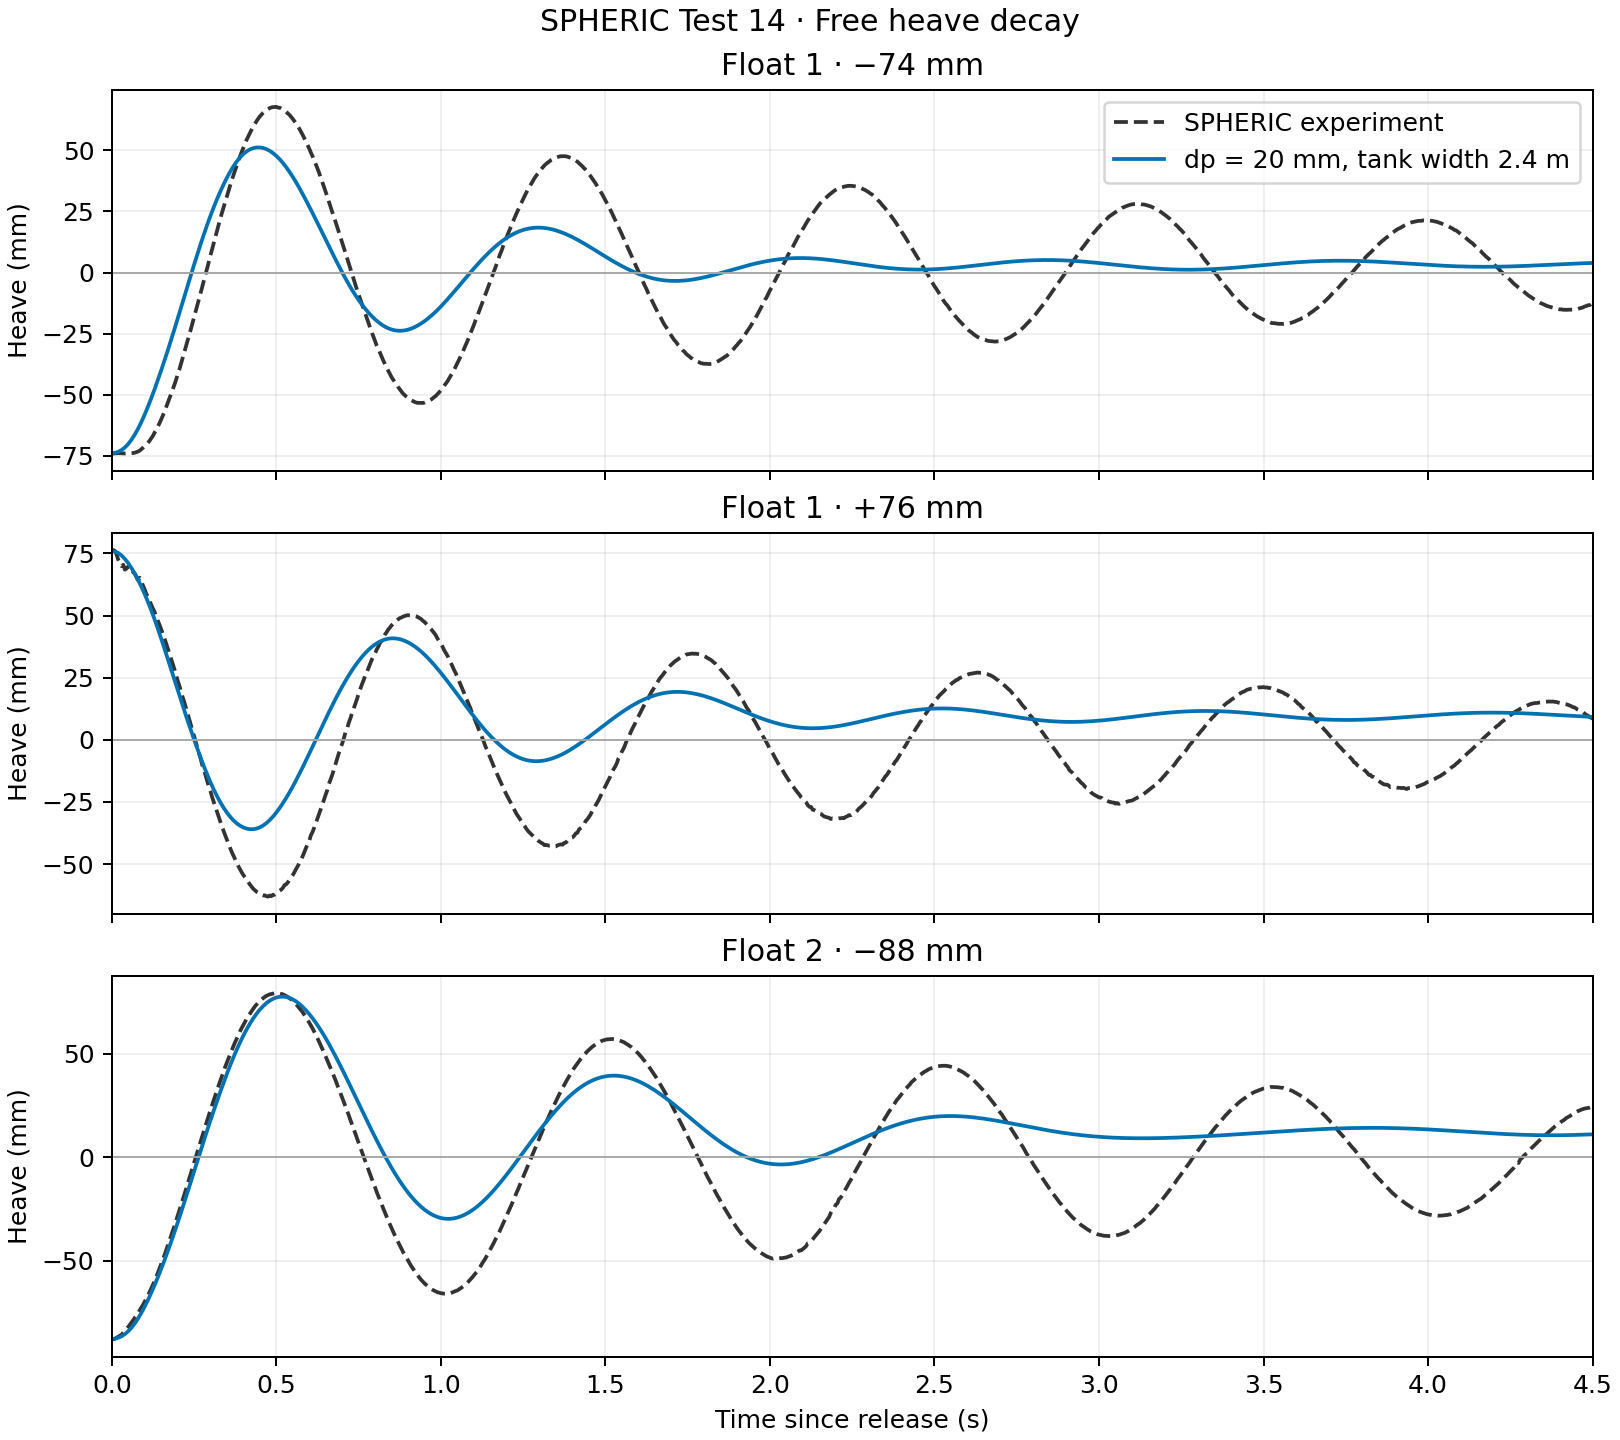 SPHERIC Test 14 · Free heave decay
Float 1 · −74 mm
SPHERIC experiment
dp = 20 mm, tank width 2.4 m
Heave (mm)
50
25
0
−25
−50
−75
Float 1 · +76 mm
Heave (mm)
75
50
25
0
−25
−50
Float 2 · −88 mm
Heave (mm)
50
0
−50
0.0 0.5 1.0 1.5 2.0 2.5 3.0 3.5 4.0 4.5
Time since release (s)